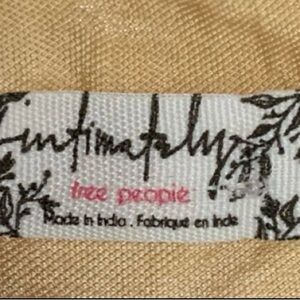 intimately
free people
Made in India . Fabriqué en Inde